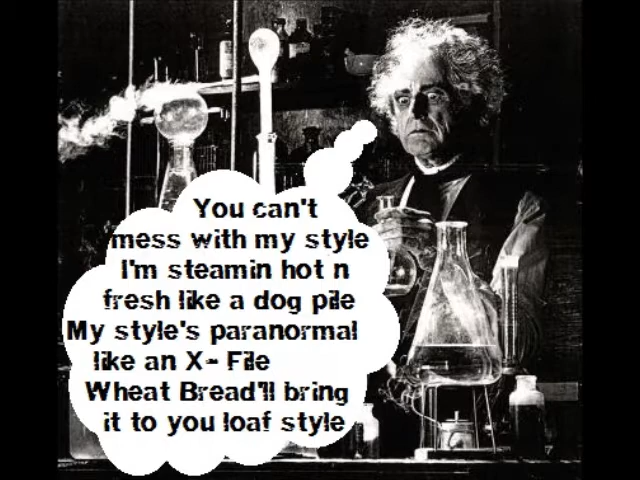 You can't
mess with my style
I'm steamin hot n
fresh like a dog pile
My style's paranormal
like an X- File
Wheat Bread'll bring
it to you loaf style